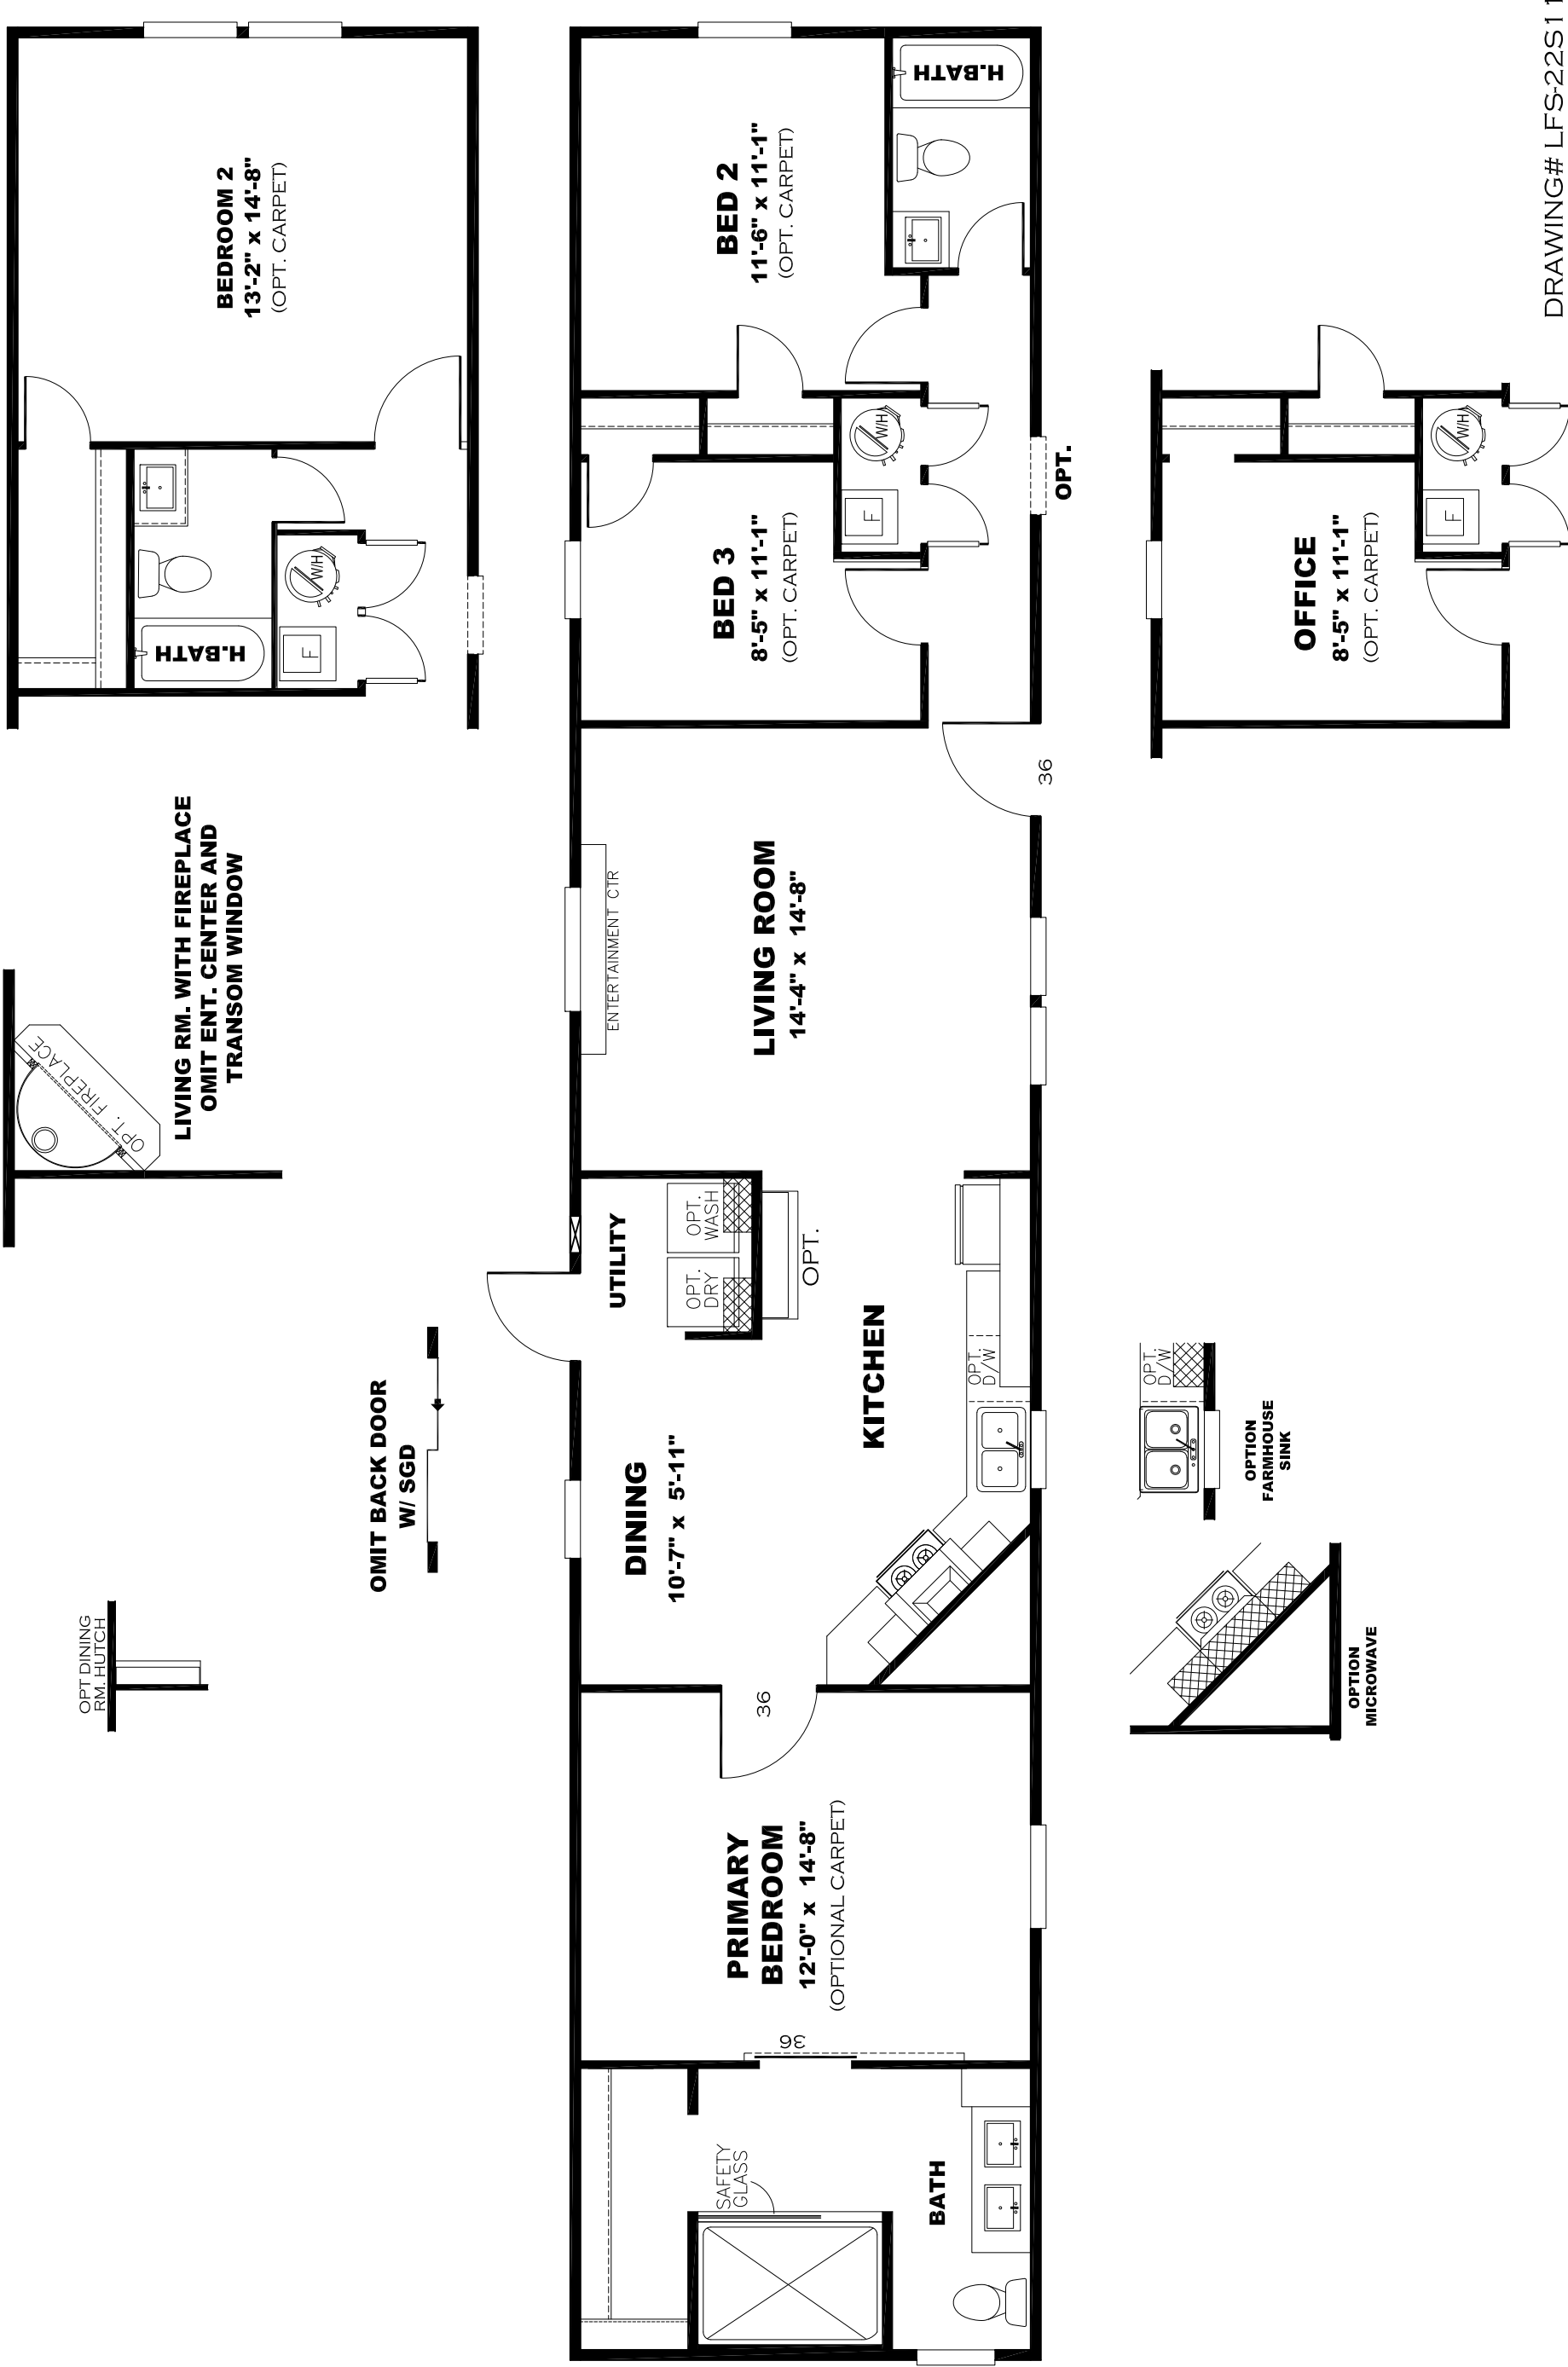 BEDROOM 2
13'-2" x 14'-8"
(OPT. CARPET)
H.BATH
W/H
F
LIVING RM. WITH FIREPLACE
OMIT ENT. CENTER AND
TRANSOM WINDOW
OPT. FIREPLACE
OMIT BACK DOOR
W/ SGD
OPT DINING
RM. HUTCH
BED 2
11'-6" x 11'-1"
(OPT. CARPET)
H.BATH
W/H
F
OPT.
BED 3
8'-5" x 11'-1"
(OPT. CARPET)
36
LIVING ROOM
14'-4" x 14'-8"
ENTERTAINMENT CTR
UTILITY
OPT.
WASH
OPT.
DRY
OPT.
KITCHEN
OPT.
D/W
DINING
10'-7" x 5'-11"
36
PRIMARY
BEDROOM
12'-0" x 14'-8"
(OPTIONAL CARPET)
36
SAFETY
GLASS
BATH
OFFICE
8'-5" x 11'-1"
(OPT. CARPET)
W/H
F
OPT.
D/W
OPTION
FARMHOUSE
SINK
OPTION
MICROWAVE
DRAWING# LFS-22S11